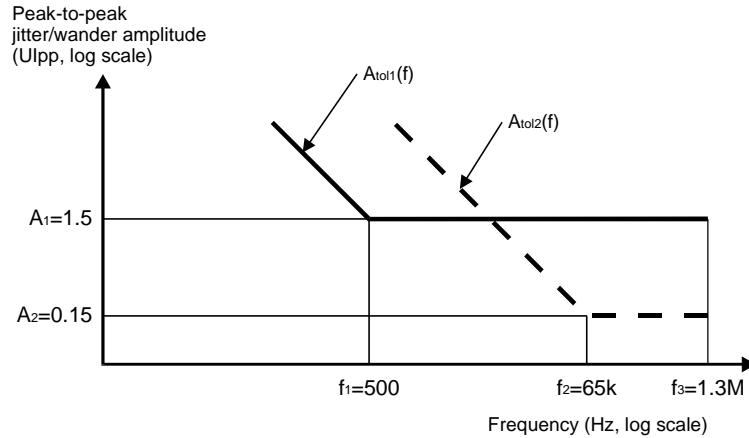 Peak-to-peak
jitter/wander amplitude
(UIpp, log scale)
Atol1(f)
Atol2(f)
A1=1.5
A2=0.15
f1=500
f2=65k
f3=1.3M
Frequency (Hz, log scale)